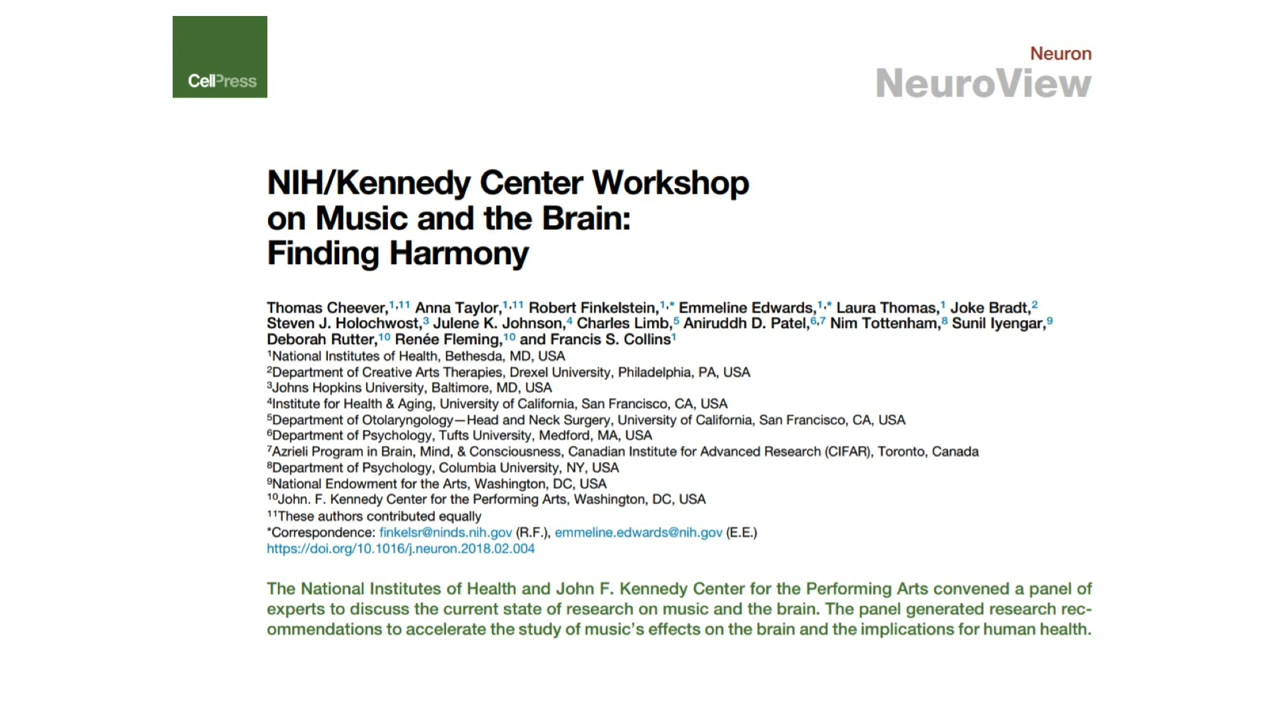 CellPress
Neuron
NeuroView
NIH/Kennedy Center Workshop
on Music and the Brain:
Finding Harmony
Thomas Cheever,1,11 Anna Taylor,1,11 Robert Finkelstein,1,* Emmeline Edwards,1,* Laura Thomas,1 Joke Bradt,2
Steven J. Holochwost,3 Julene K. Johnson,4 Charles Limb,5 Aniruddh D. Patel,6,7 Nim Tottenham,8 Sunil Iyengar,9
Deborah Rutter,10 Renée Fleming,10 and Francis S. Collins1
1National Institutes of Health, Bethesda, MD, USA
2Department of Creative Arts Therapies, Drexel University, Philadelphia, PA, USA
3Johns Hopkins University, Baltimore, MD, USA
4Institute for Health & Aging, University of California, San Francisco, CA, USA
5Department of Otolaryngology—Head and Neck Surgery, University of California, San Francisco, CA, USA
6Department of Psychology, Tufts University, Medford, MA, USA
7Azrieli Program in Brain, Mind, & Consciousness, Canadian Institute for Advanced Research (CIFAR), Toronto, Canada
8Department of Psychology, Columbia University, NY, USA
9National Endowment for the Arts, Washington, DC, USA
10John. F. Kennedy Center for the Performing Arts, Washington, DC, USA
11These authors contributed equally
*Correspondence: finkelsr@ninds.nih.gov (R.F.), emmeline.edwards@nih.gov (E.E.)
https://doi.org/10.1016/j.neuron.2018.02.004
The National Institutes of Health and John F. Kennedy Center for the Performing Arts convened a panel of
experts to discuss the current state of research on music and the brain. The panel generated research rec-
ommendations to accelerate the study of music's effects on the brain and the implications for human health.